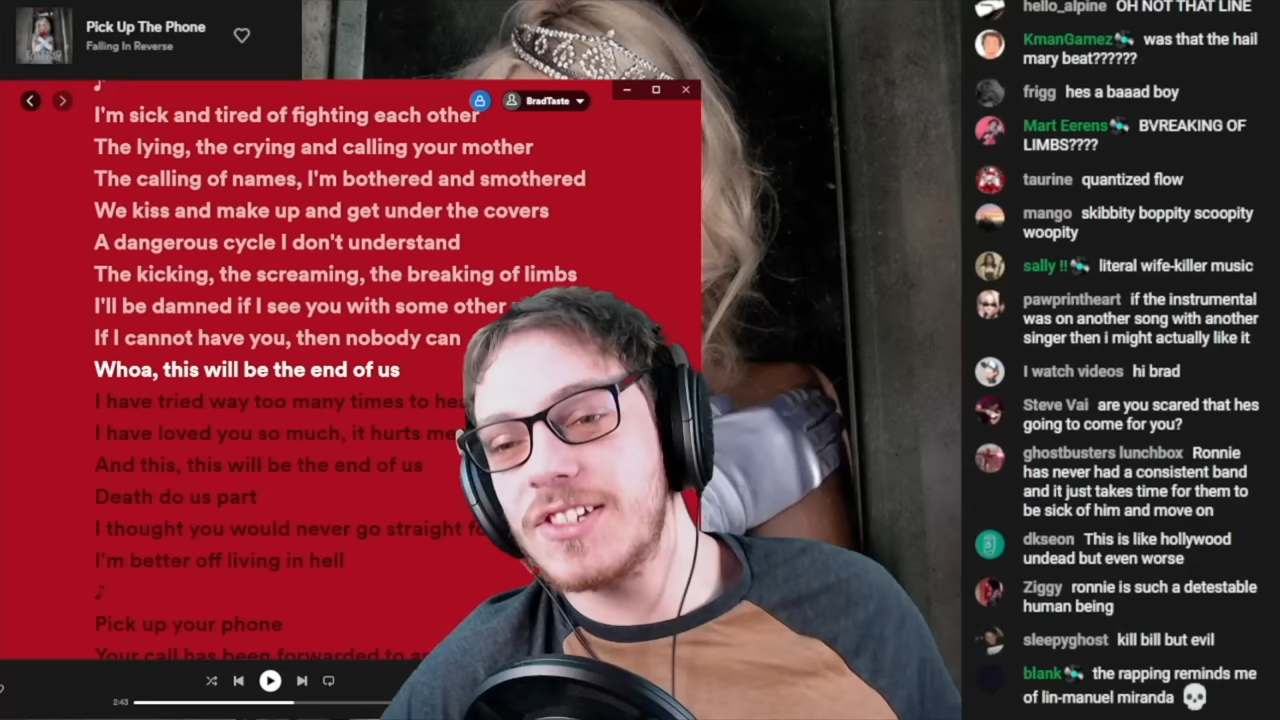 Pick Up The Phone
Falling In Reverse
BradTaste
I'm sick and tired of fighting each other
The lying, the crying and calling your mother
The calling of names, I'm bothered and smothered
We kiss and make up and get under the covers
A dangerous cycle I don't understand
The kicking, the screaming, the breaking of limbs
I'll be damned if I see you with some other
If I cannot have you, then nobody can
Whoa, this will be the end of us
I have tried way too many times to
I have loved you so much, it hurts me
And this, this will be the end of us
Death do us part
I thought you would never go straight
I'm better off living in hell
♪
Pick up your phone
Your call has been forwarded to
2:43
hello_alpine OH NOT THAT LINE
KmanGamez was that the hail
mary beat??????
frigg hes a baaad boy
Mart Eerens BVREAKING OF
LIMBS????
taurine quantized flow
mango skibbity boppity scoopity
woopity
sally !! literal wife-killer music
pawprintheart if the instrumental
was on another song with another
singer then i might actually like it
I watch videos hi brad
Steve Vai are you scared that hes
going to come for you?
ghostbusters lunchbox Ronnie
has never had a consistent band
and it just takes time for them to
be sick of him and move on
dkseon This is like hollywood
undead but even worse
Ziggy ronnie is such a detestable
human being
sleepyghost kill bill but evil
blank the rapping reminds me
of lin-manuel miranda 💀